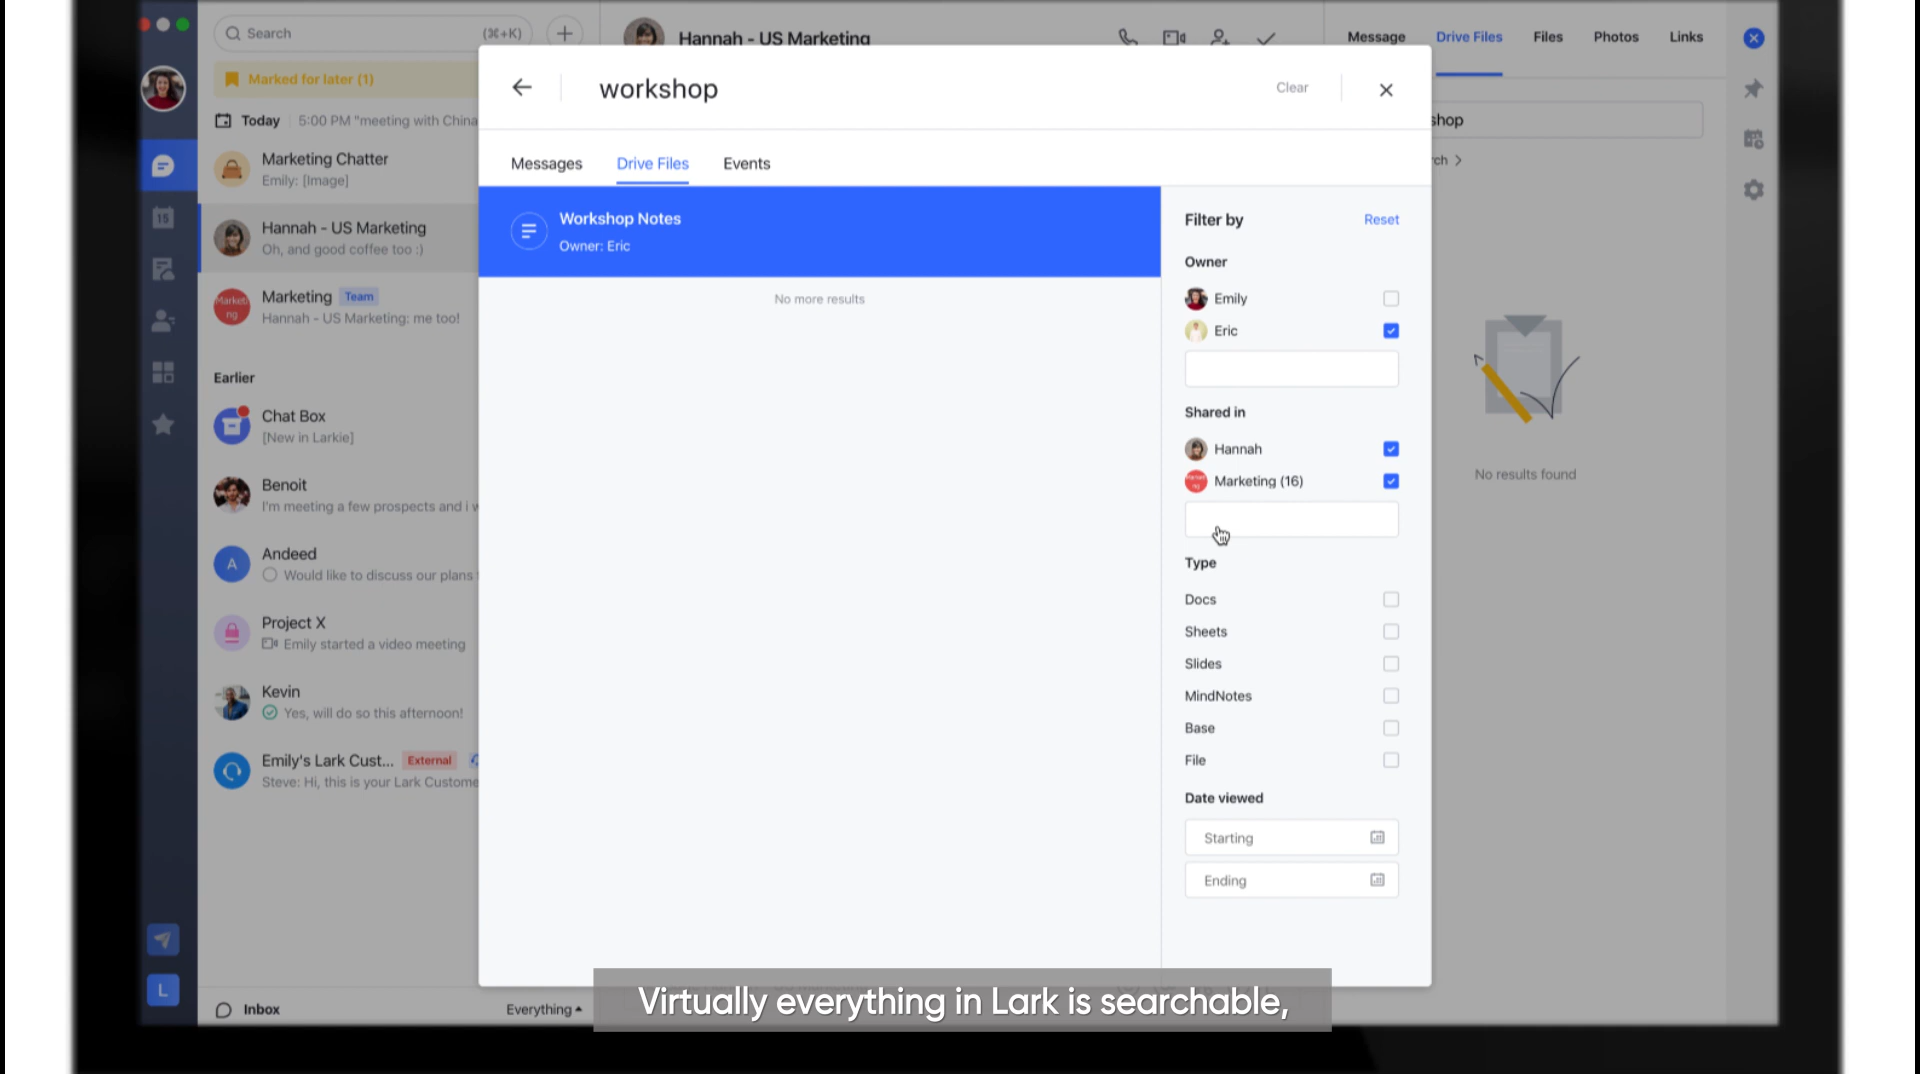 Search (⌘+K)
Marked for later (1)
Today 5:00 PM "meeting with China
Marketing Chatter
Emily: [Image]
15
Hannah - US Marketing
Oh, and good coffee too :)
Marketi
ng
Marketing Team
Hannah - US Marketing: me too!
Earlier
Chat Box
[New in Larkie]
Benoit
I'm meeting a few prospects and i w
A
Andeed
Would like to discuss our plans
Project X
Emily started a video meeting
Kevin
Yes, will do so this afternoon!
Emily's Lark Cust... External
Steve: Hi, this is your Lark Custome
L
Inbox
Everything
Hannah - US Marketing
Message Drive Files Files Photos Links
shop
rch >
No results found
workshop
Clear
Messages Drive Files Events
Workshop Notes
Owner: Eric
No more results
Filter by Reset
Owner
Emily
Eric
Shared in
Hannah
Marketing (16)
Type
Docs
Sheets
Slides
MindNotes
Base
File
Date viewed
Starting
Ending
Virtually everything in Lark is searchable,